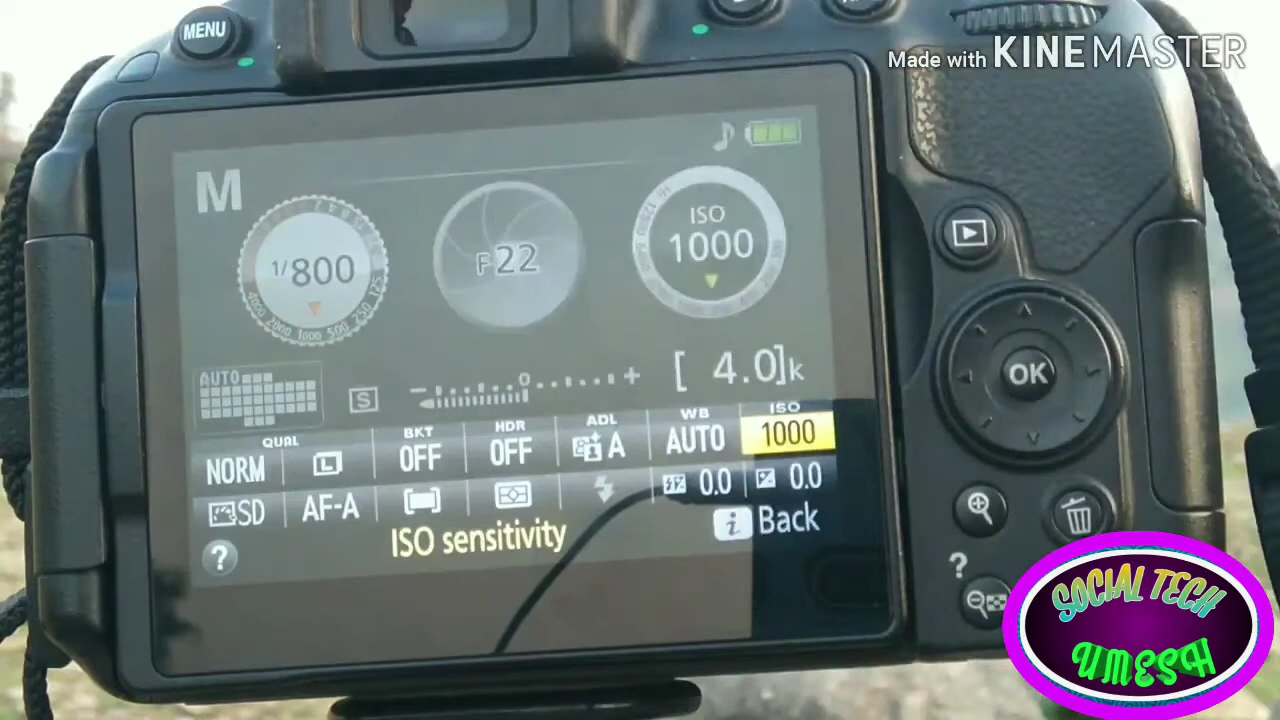 MENU
Made with KINEMASTER
M
1/800
4000 2000 1000 500 250 125
F22
ISO
1000
[ 4.0]k
AUTO
S
− 0 +
QUAL BKT HDR ADL WB ISO
NORM L OFF OFF A AUTO 1000
SD AF-A 0.0 0.0
? ISO sensitivity i Back
OK
?
SOCIAL TECH
UMESH